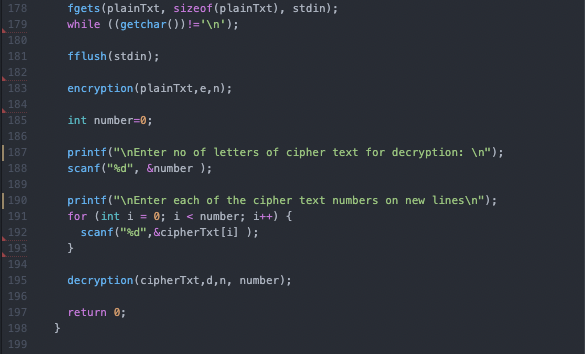 178 fgets(plainTxt, sizeof(plainTxt), stdin);
179 while ((getchar())!='\n');
180
181 fflush(stdin);
182
183 encryption(plainTxt,e,n);
184
185 int number=0;
186
187 printf("\nEnter no of letters of cipher text for decryption: \n");
188 scanf("%d", &number );
189
190 printf("\nEnter each of the cipher text numbers on new lines\n");
191 for (int i = 0; i < number; i++) {
192 scanf("%d",&cipherTxt[i] );
193 }
194
195 decryption(cipherTxt,d,n, number);
196
197 return 0;
198 }
199